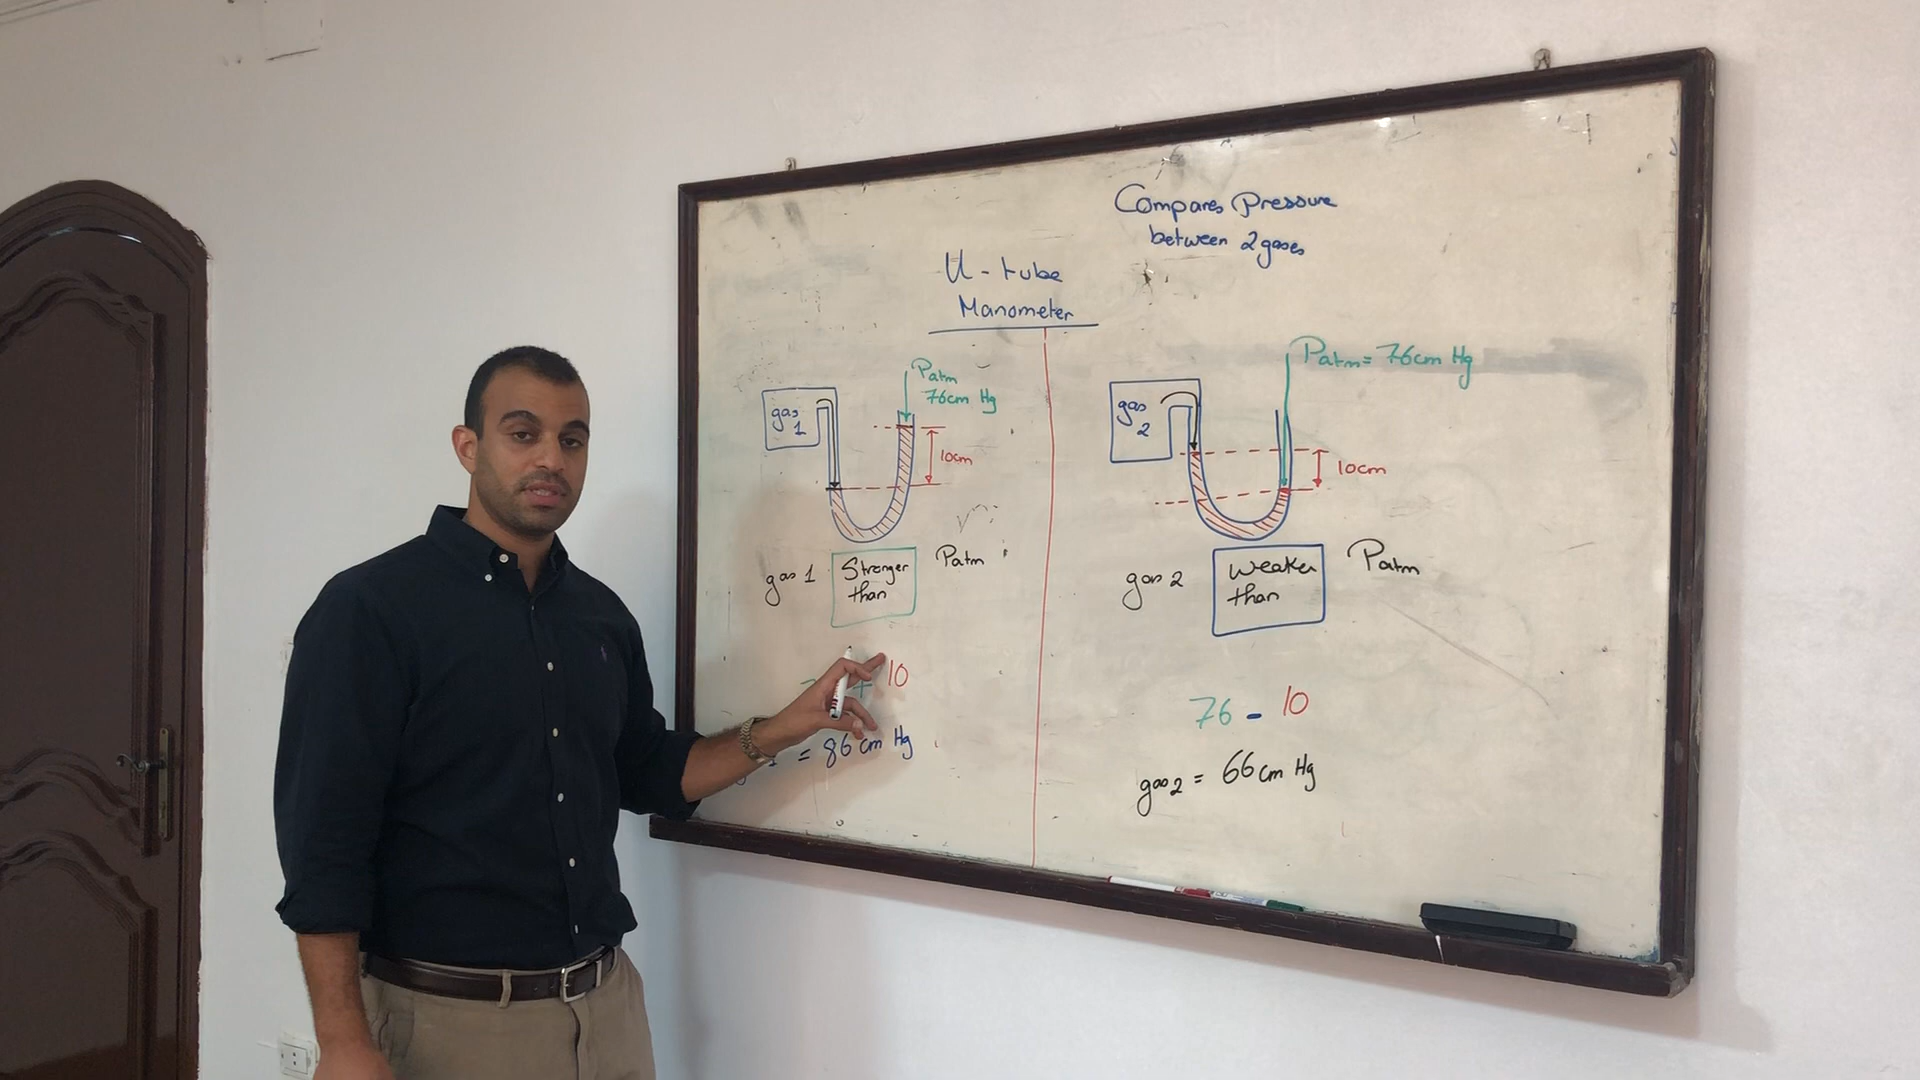 Compares Pressure
between 2 gases
U-tube
Manometer
gas
1
Patm
76cm Hg
10cm
gas 1
Stronger
than
Patm
+ 10
= 86 cm Hg
gas
2
Patm = 76cm Hg
10cm
gas 2
Weaker
than
Patm
76 - 10
gas 2 = 66 cm Hg